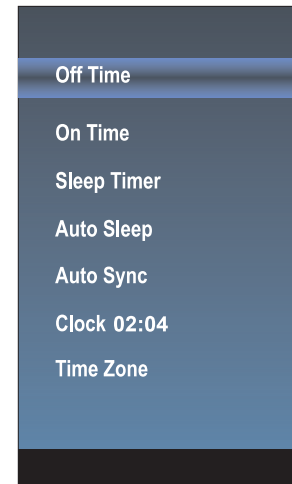 Off Time
On Time
Sleep Timer
Auto Sleep
Auto Sync
Clock 02:04
Time Zone